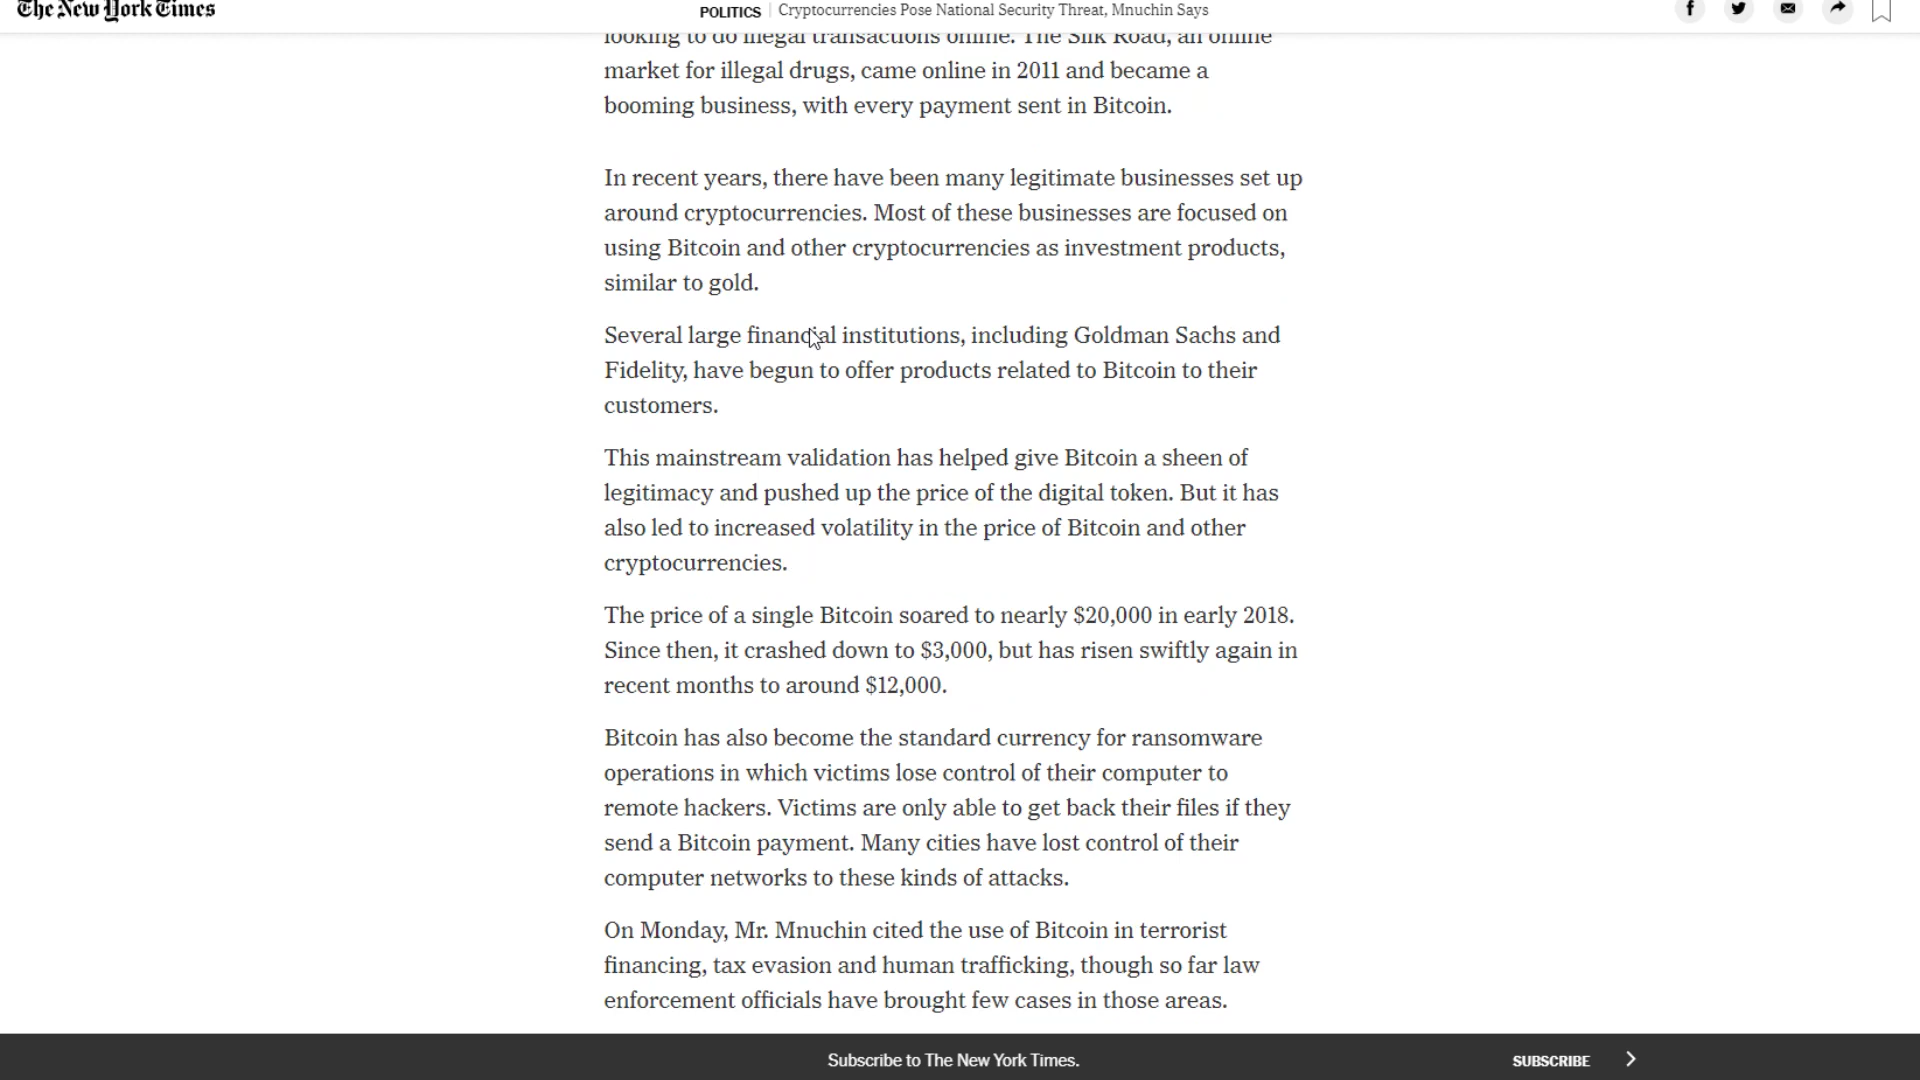 The New York Times
POLITICS | Cryptocurrencies Pose National Security Threat, Mnuchin Says
looking to do illegal transactions online. The Silk Road, an online
market for illegal drugs, came online in 2011 and became a
booming business, with every payment sent in Bitcoin.
In recent years, there have been many legitimate businesses set up
around cryptocurrencies. Most of these businesses are focused on
using Bitcoin and other cryptocurrencies as investment products,
similar to gold.
Several large financial institutions, including Goldman Sachs and
Fidelity, have begun to offer products related to Bitcoin to their
customers.
This mainstream validation has helped give Bitcoin a sheen of
legitimacy and pushed up the price of the digital token. But it has
also led to increased volatility in the price of Bitcoin and other
cryptocurrencies.
The price of a single Bitcoin soared to nearly $20,000 in early 2018.
Since then, it crashed down to $3,000, but has risen swiftly again in
recent months to around $12,000.
Bitcoin has also become the standard currency for ransomware
operations in which victims lose control of their computer to
remote hackers. Victims are only able to get back their files if they
send a Bitcoin payment. Many cities have lost control of their
computer networks to these kinds of attacks.
On Monday, Mr. Mnuchin cited the use of Bitcoin in terrorist
financing, tax evasion and human trafficking, though so far law
enforcement officials have brought few cases in those areas.
Subscribe to The New York Times.
SUBSCRIBE